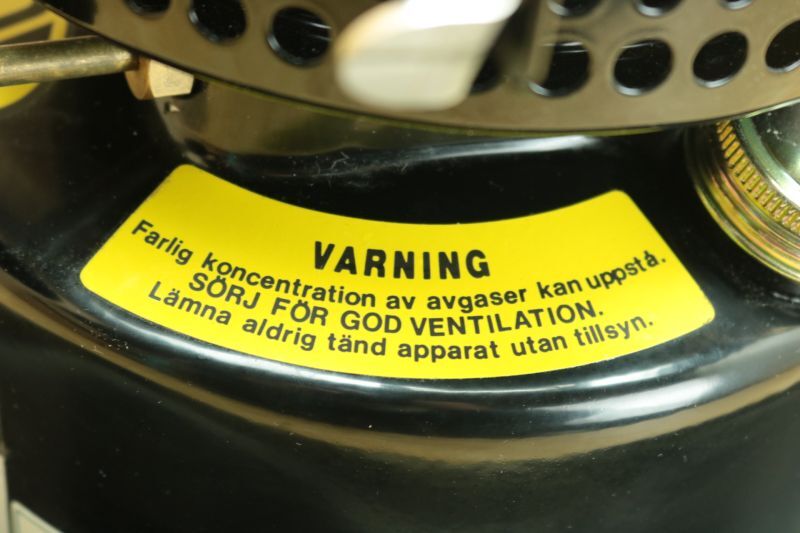 VARNING
Farlig koncentration av avgaser kan uppstå.
SÖRJ FÖR GOD VENTILATION.
Lämna aldrig tänd apparat utan tillsyn.